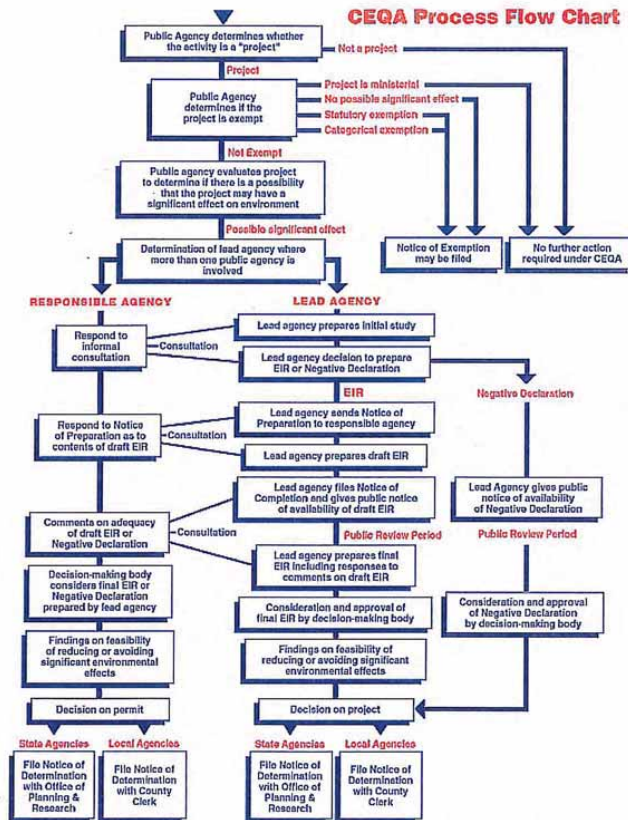 CEQA Process Flow Chart
Public Agency determines whether
the activity is a "project"
Not a project
Project
Public Agency
determines if the
project is exempt
Project is ministerial
No possible significant effect
Statutory exemption
Categorical exemption
Not Exempt
Public agency evaluates project
to determine if there is a possibility
that the project may have a
significant effect on environment
Possible significant effect
Determination of lead agency where
more than one public agency is
involved
Notice of Exemption
may be filed
No further action
required under CEQA
RESPONSIBLE AGENCY
LEAD AGENCY
Respond to
informal
consultation
Consultation
Lead agency prepares initial study
Lead agency decision to prepare
EIR or Negative Declaration
EIR
Negative Declaration
Respond to Notice
of Preparation as to
contents of draft EIR
Consultation
Lead agency sends Notice of
Preparation to responsible agency
Lead agency prepares draft EIR
Lead agency files Notice of
Completion and gives public notice
of availability of draft EIR
Lead Agency gives public
notice of availability
of Negative Declaration
Comments on adequacy
of draft EIR or
Negative Declaration
Consultation
Public Review Period
Public Review Period
Lead agency prepares final
EIR including responses to
comments on draft EIR
Decision-making body
considers final EIR or
Negative Declaration
prepared by lead agency
Consideration and approval of
final EIR by decision-making body
Consideration and approval
of Negative Declaration
by decision-making body
Findings on feasibility
of reducing or avoiding
significant environmental
effects
Findings on feasibility of
reducing or avoiding significant
environmental effects
Decision on permit
Decision on project
State Agencies
Local Agencies
State Agencies
Local Agencies
File Notice of
Determination
with Office of
Planning &
Research
File Notice of
Determination
with County
Clerk
File Notice of
Determination
with Office of
Planning &
Research
File Notice of
Determination
with County
Clerk